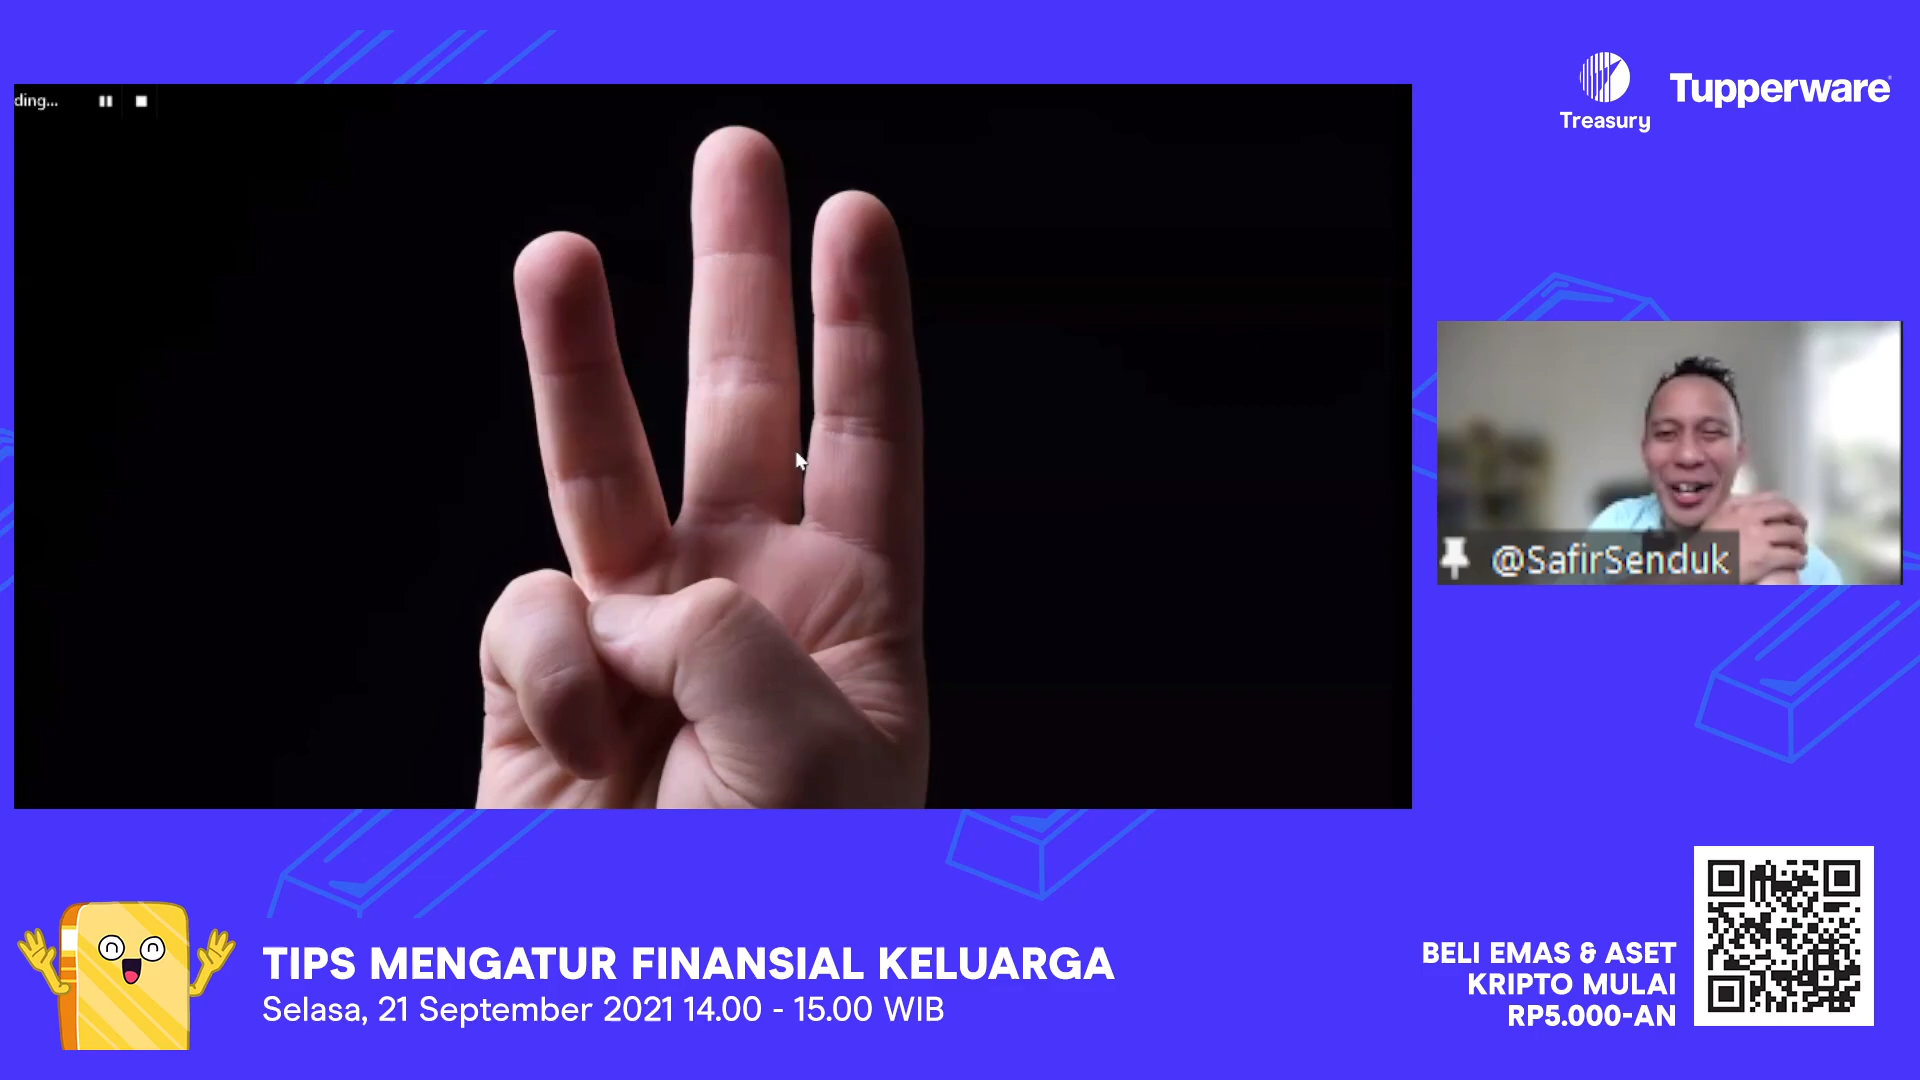 ding...
Treasury
Tupperware
@SafirSenduk
TIPS MENGATUR FINANSIAL KELUARGA
Selasa, 21 September 2021 14.00 - 15.00 WIB
BELI EMAS & ASET
KRIPTO MULAI
RP5.000-AN